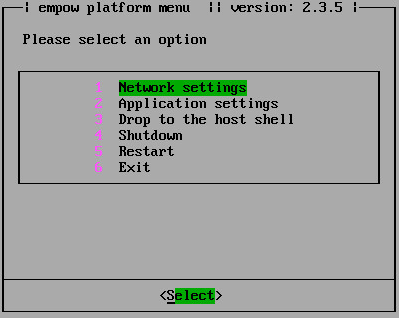 | empow platform menu || version: 2.3.5 |
Please select an option
1 Network settings
2 Application settings
3 Drop to the host shell
4 Shutdown
5 Restart
6 Exit
<Select>